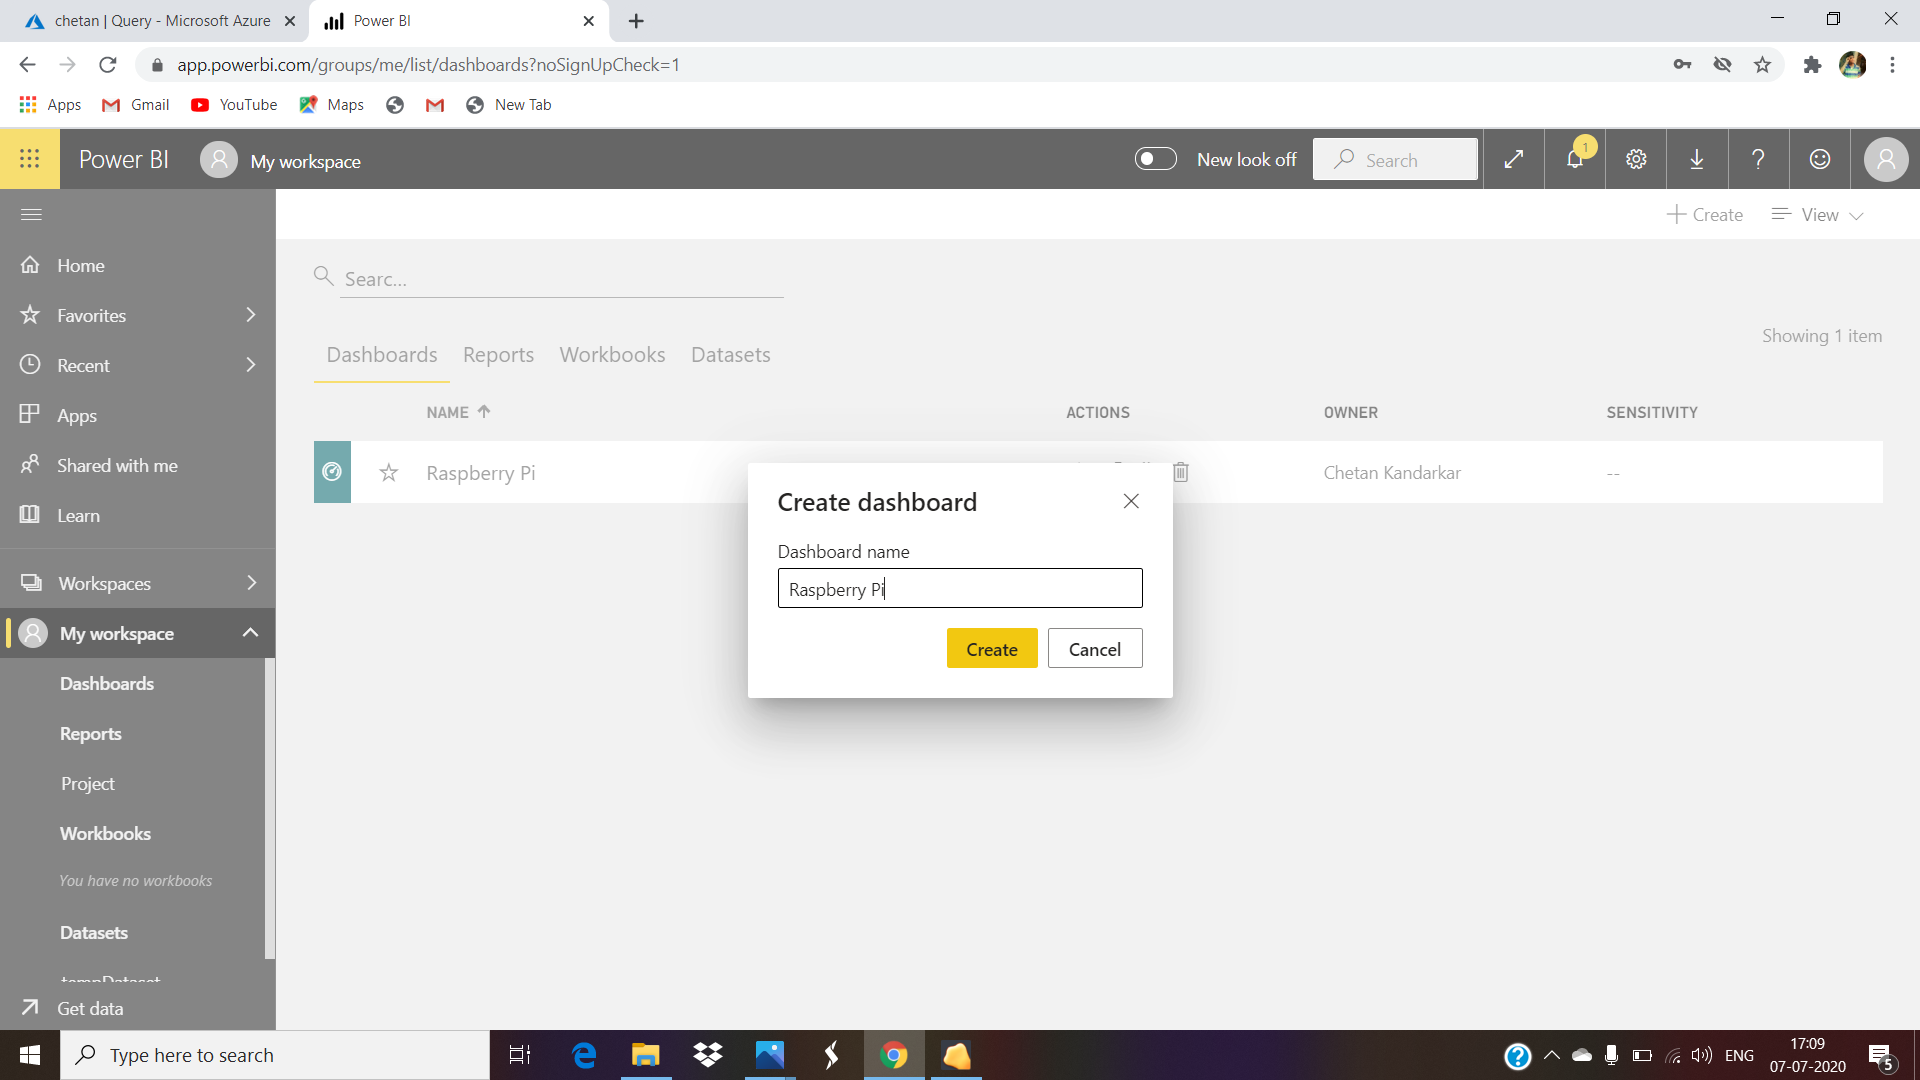 chetan | Query - Microsoft Azure
Power BI
app.powerbi.com/groups/me/list/dashboards?noSignUpCheck=1
Apps
Gmail
YouTube
Maps
New Tab
Power BI
My workspace
New look off
Search
1
Create
View
Home
Favorites
Recent
Apps
Shared with me
Learn
Workspaces
My workspace
Dashboards
Reports
Project
Workbooks
You have no workbooks
Datasets
tempDataset
Get data
Searc...
Showing 1 item
Dashboards
Reports
Workbooks
Datasets
NAME
ACTIONS
OWNER
SENSITIVITY
Raspberry Pi
Chetan Kandarkar
--
Create dashboard
Dashboard name
Raspberry Pi
Create
Cancel
Type here to search
ENG
17:09
07-07-2020
5